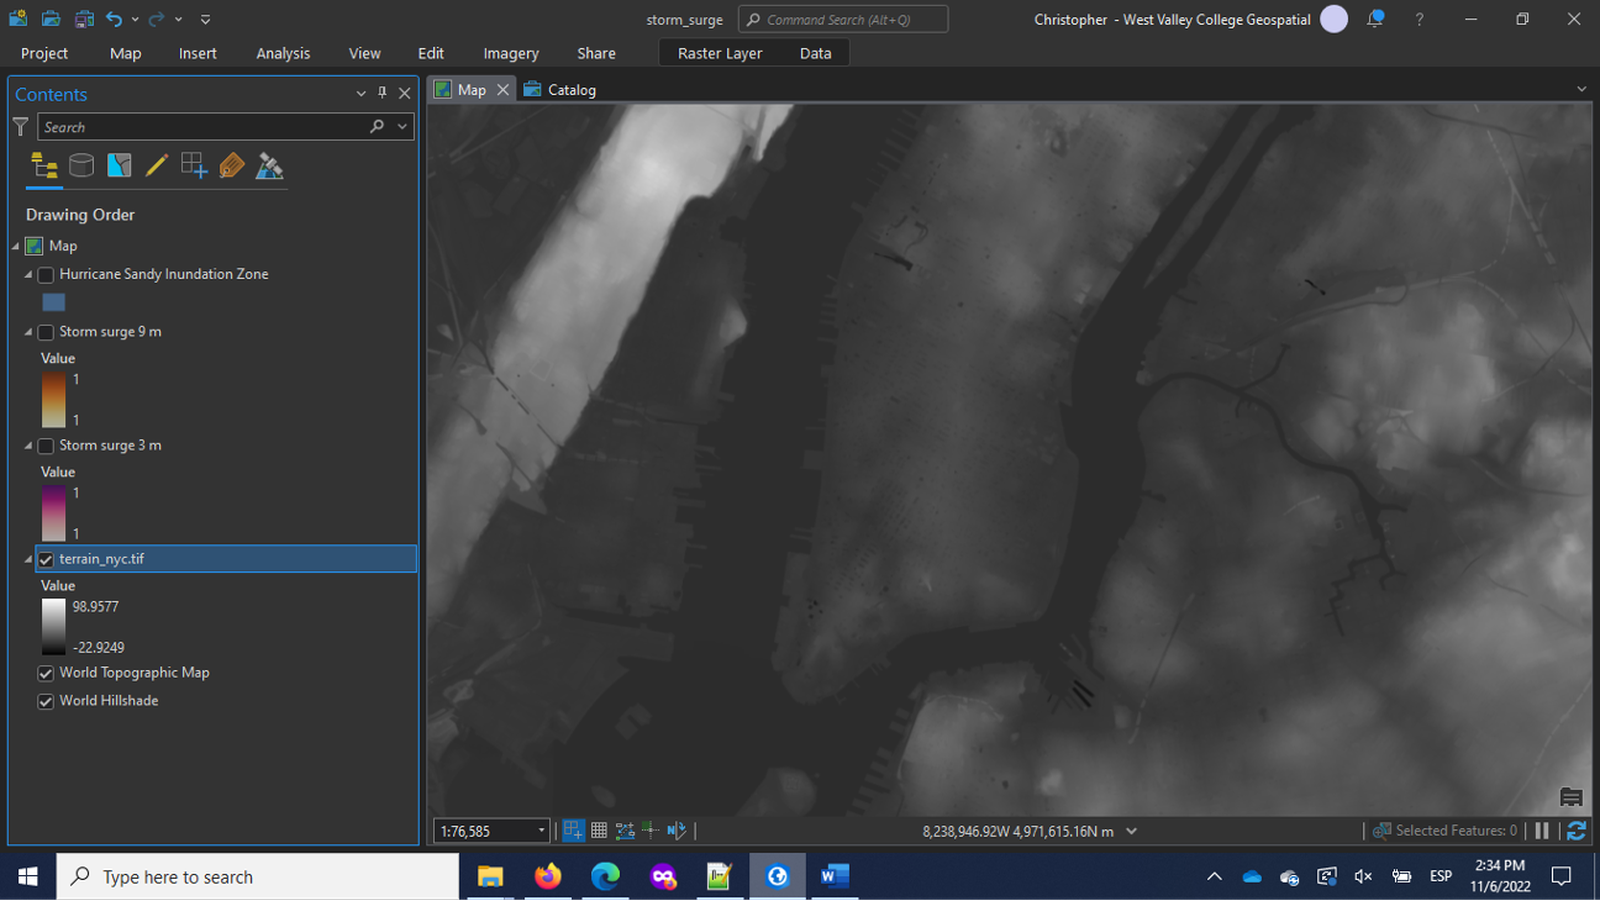 storm_surge
Command Search (Alt+Q)
Christopher - West Valley College Geospatial
?
Project
Map
Insert
Analysis
View
Edit
Imagery
Share
Raster Layer
Data
Contents
Map
Catalog
Search
Drawing Order
Map
Hurricane Sandy Inundation Zone
Storm surge 9 m
Value
1
1
Storm surge 3 m
Value
1
1
terrain_nyc.tif
Value
98.9577
-22.9249
World Topographic Map
World Hillshade
1:76,585
8,238,946.92W 4,971,615.16N m
Selected Features: 0
Type here to search
ESP
2:34 PM
11/6/2022